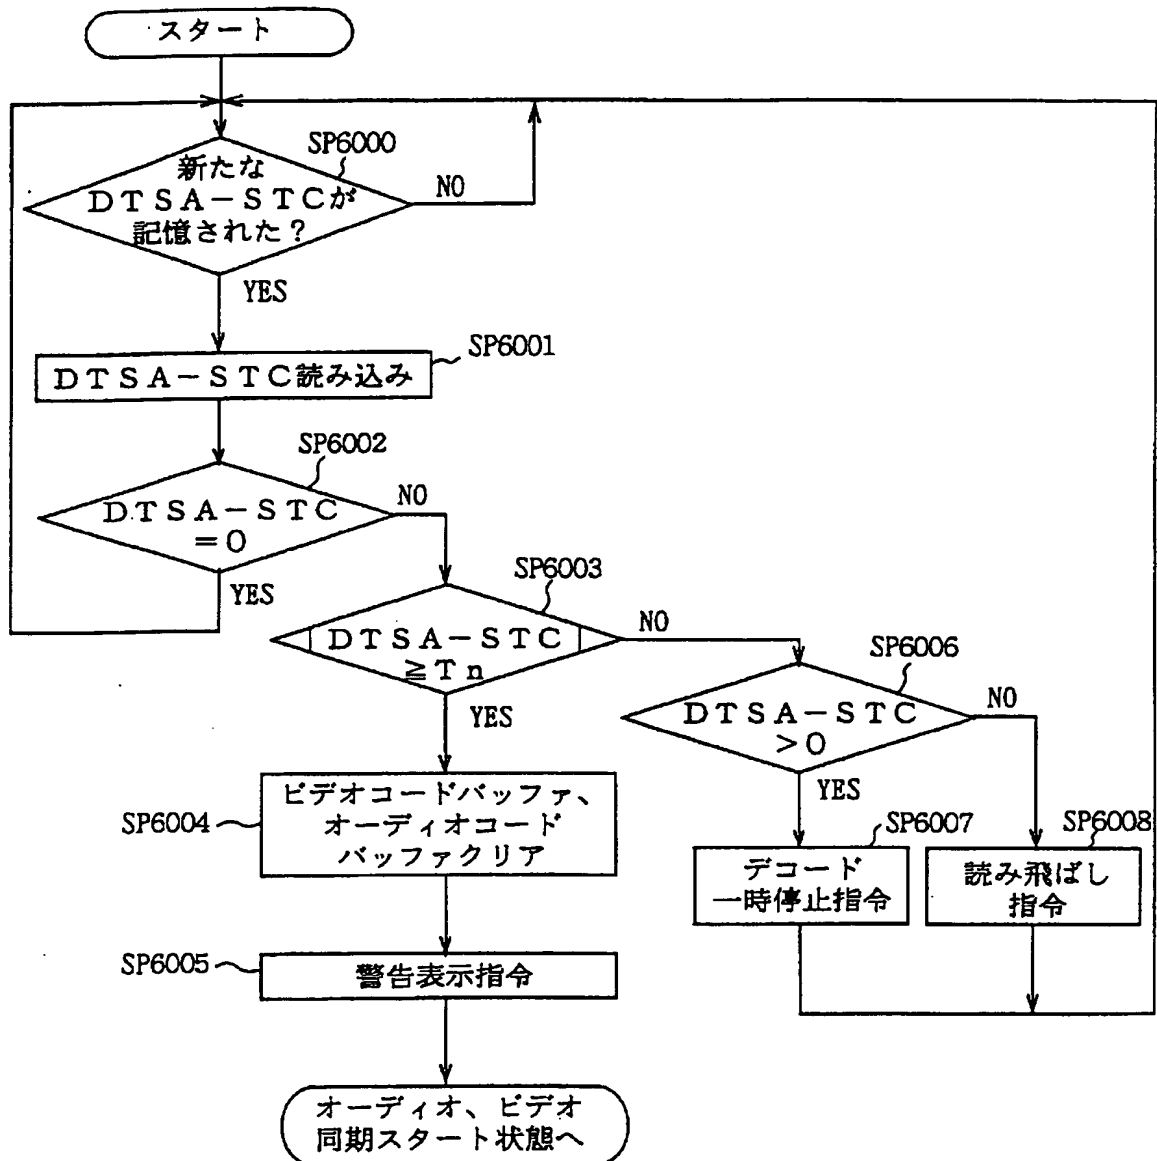 スタート
SP6000
新たな
DTSA－STCが
記憶された？
NO
YES
SP6001
DTSA－STC読み込み
SP6002
DTSA－STC
＝0
NO
YES
SP6003
|DTSA－STC|
≧Tn
NO
YES
SP6006
DTSA－STC
＞0
NO
YES
SP6004
ビデオコードバッファ、
オーディオコード
バッファクリア
SP6007
デコード
一時停止指令
SP6008
読み飛ばし
指令
SP6005
警告表示指令
オーディオ、ビデオ
同期スタート状態へ